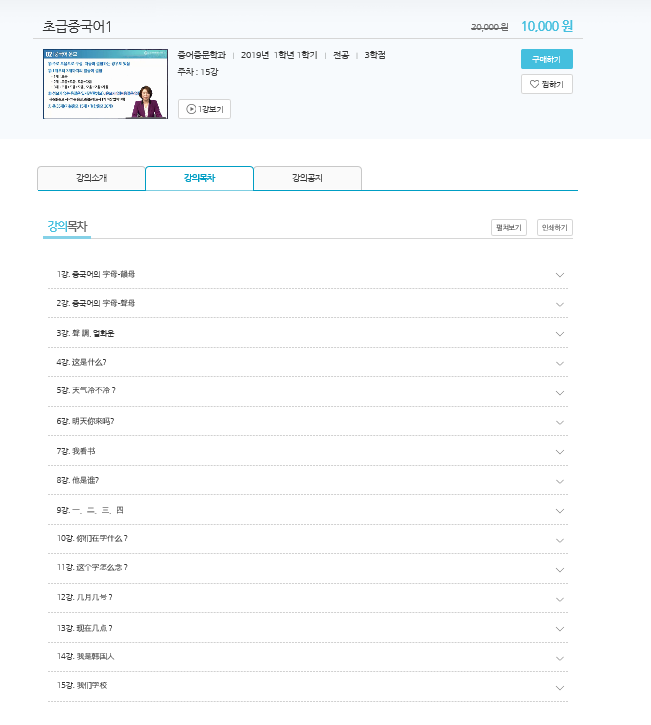 초급중국어1
20,000 원
10,000 원
중어중문학과 | 2019년 1학년 1학기 | 전공 | 3학점
구매하기
주차 : 15강
찜하기
1강보기
강의소개
강의목차
강의공지
강의목차
펼쳐보기
인쇄하기
1강. 중국어의 字母-韻母
2강. 중국어의 字母-聲母
3강. 聲 調, 얼화운
4강. 这是什么?
5강. 天气冷不冷 ?
6강. 明天你来吗?
7강. 我看书
8강. 他是谁?
9강. 一、二、三、四
10강. 你们在学什么 ?
11강. 这个字怎么念 ?
12강. 几月几号 ?
13강. 现在几点 ?
14강. 我是韩国人
15강. 我们学校